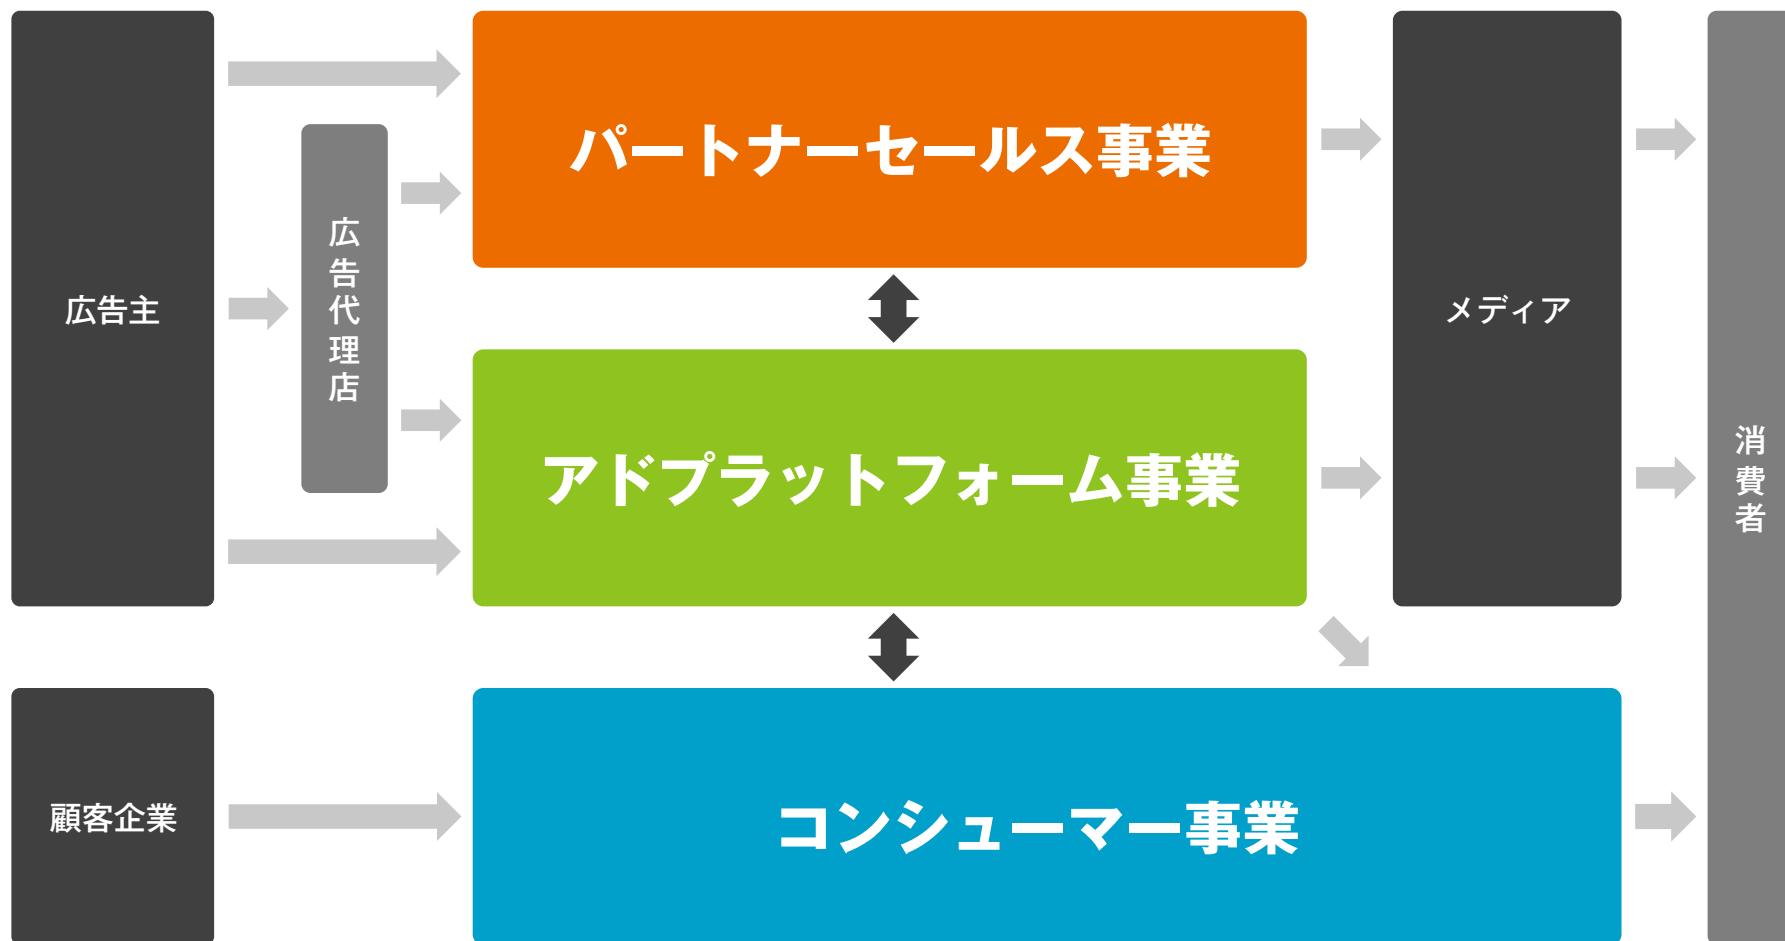 広告主
広告代理店
パートナーセールス事業
アドプラットフォーム事業
メディア
消費者
顧客企業
コンシューマー事業